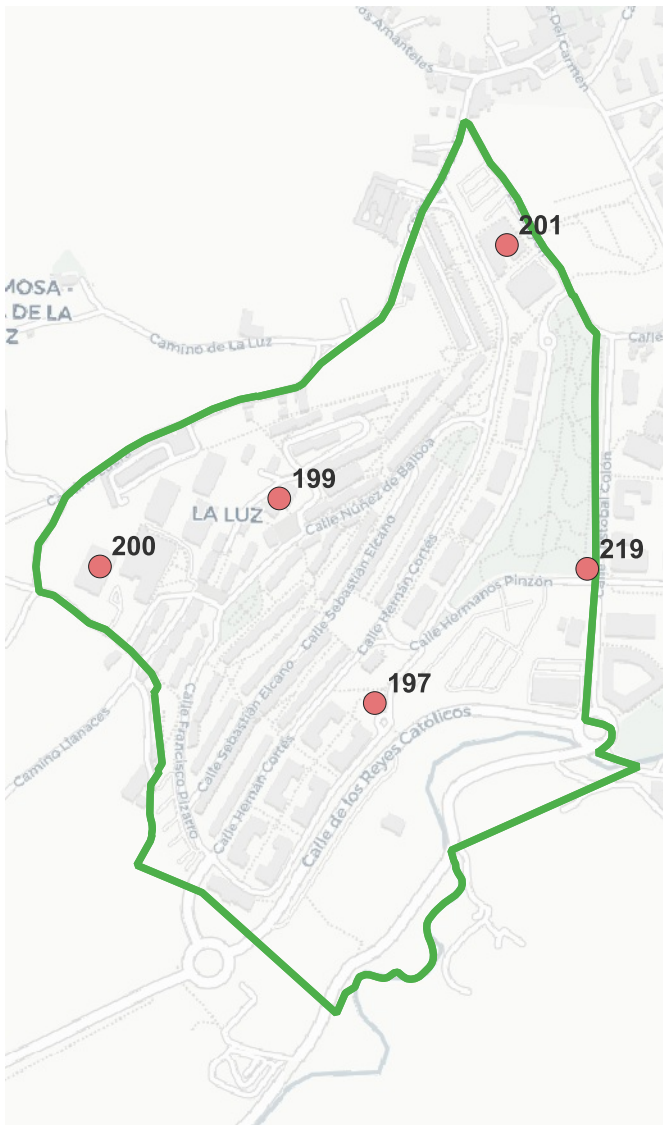 os Amanteles
Del Carmen
201
MOSA -
DE LA
Z
Camino de La Luz
Calle
199
LA LUZ
Calle Núñez de Balboa
200
Calle Sebastián Elcano
Calle Hernán Cortés
219
Calle Hermanos Pinzón
197
Calle Sebastián Elcano
Calle Hernán Cortés
Calle Francisco Pizarro
Camino Llanaces
Calle de los Reyes Católicos